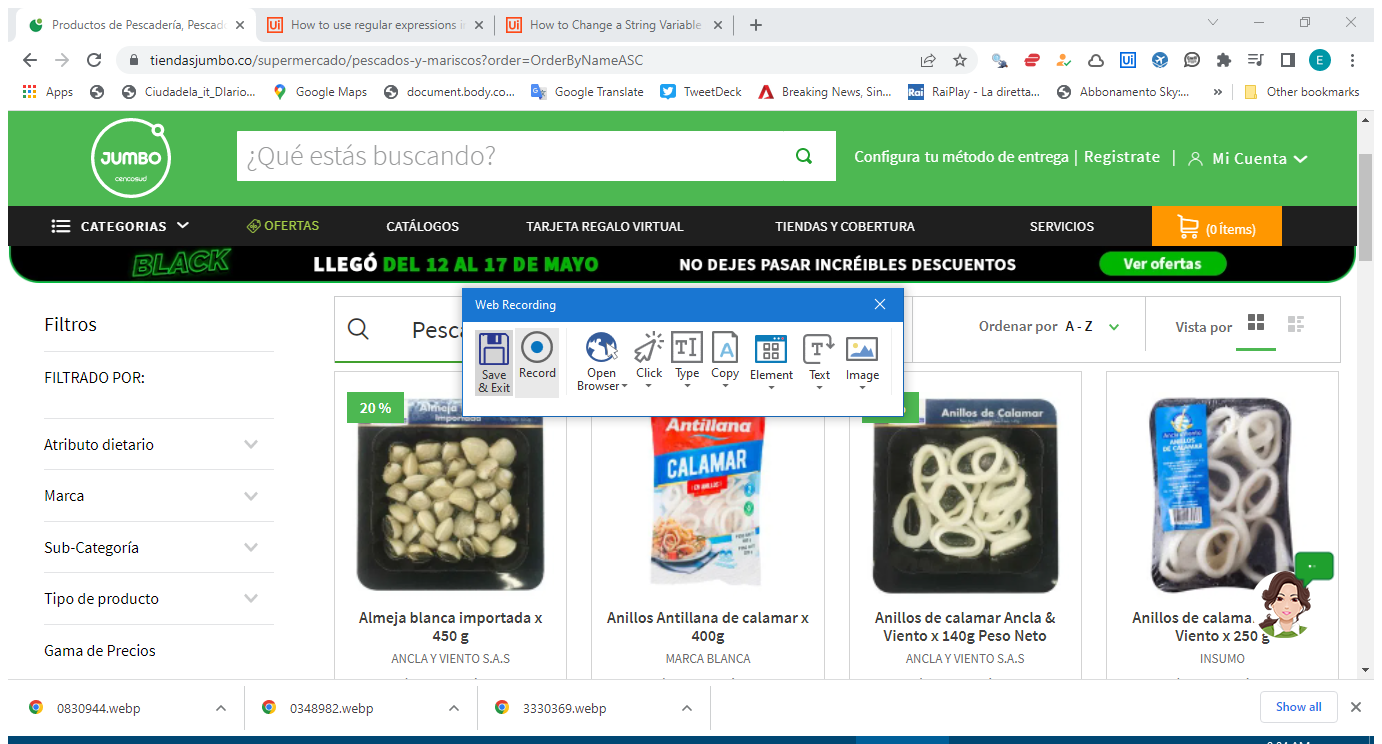 Productos de Pescadería, Pescado
How to use regular expressions i
How to Change a String Variable
tiendasjumbo.co/supermercado/pescados-y-mariscos?order=OrderByNameASC
E
Apps
Ciudadela_it_DIario...
Google Maps
document.body.co...
Google Translate
TweetDeck
Breaking News, Sin...
RaiPlay - La diretta...
Abbonamento Sky:...
»
Other bookmarks
JUMBO
cencosud
¿Qué estás buscando?
Configura tu método de entrega | Registrate | Mi Cuenta
CATEGORIAS
OFERTAS
CATÁLOGOS
TARJETA REGALO VIRTUAL
TIENDAS Y COBERTURA
SERVICIOS
(0 Ítems)
BLACK
LLEGÓ DEL 12 AL 17 DE MAYO
NO DEJES PASAR INCRÉIBLES DESCUENTOS
Ver ofertas
Web Recording
Save
& Exit
Record
Open
Browser
Click
Type
Copy
Element
Text
Image
Filtros
FILTRADO POR:
Atributo dietario
Marca
Sub-Categoría
Tipo de producto
Gama de Precios
Pesc
Ordenar por A - Z
Vista por
20 %
Almeja
Importada
Almeja blanca importada x
450 g
ANCLA Y VIENTO S.A.S
Antillana
CALAMAR
EN ANILLOS
Anillos Antillana de calamar x
400g
MARCA BLANCA
Anillos de Calamar
Anillos de calamar Ancla &
Viento x 140g Peso Neto
ANCLA Y VIENTO S.A.S
Ancla y Viento
ANILLOS
DE CALAMAR
Anillos de calama
Viento x 250 g
INSUMO
0830944.webp
0348982.webp
3330369.webp
Show all